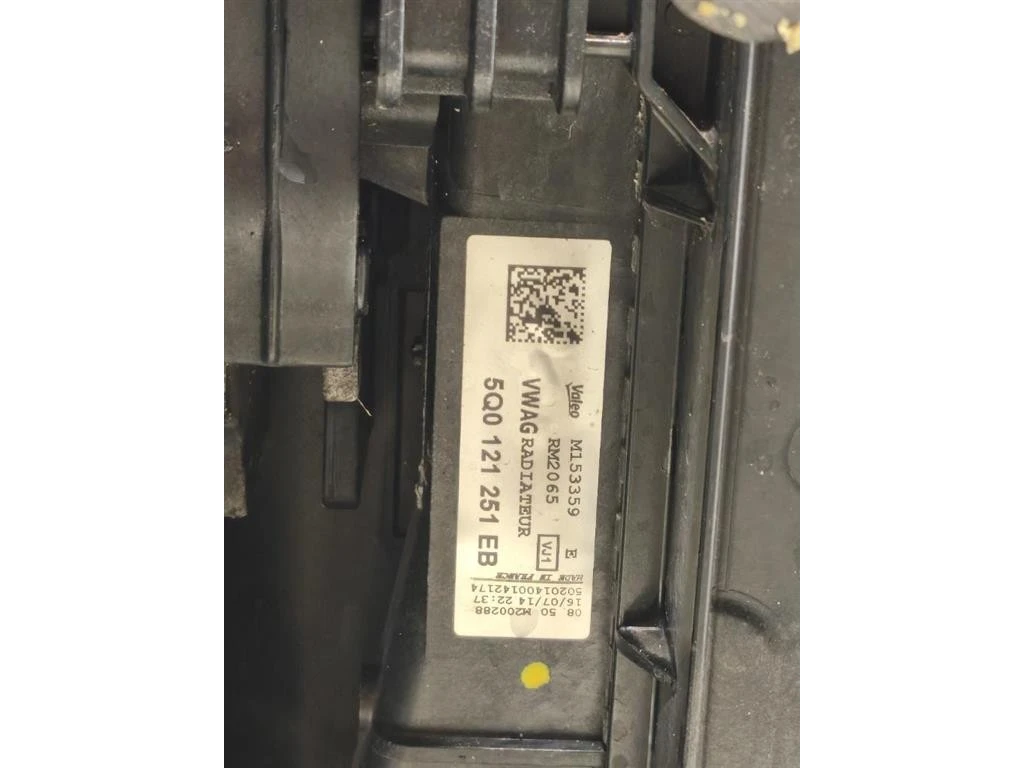 Valeo M153359 E
RM2065 VJ1
VWAG RADIATEUR
5Q0 121 251 EB
MADE IN FRANCE
08 50 M200288
16/07/14 22:37
50201400142174